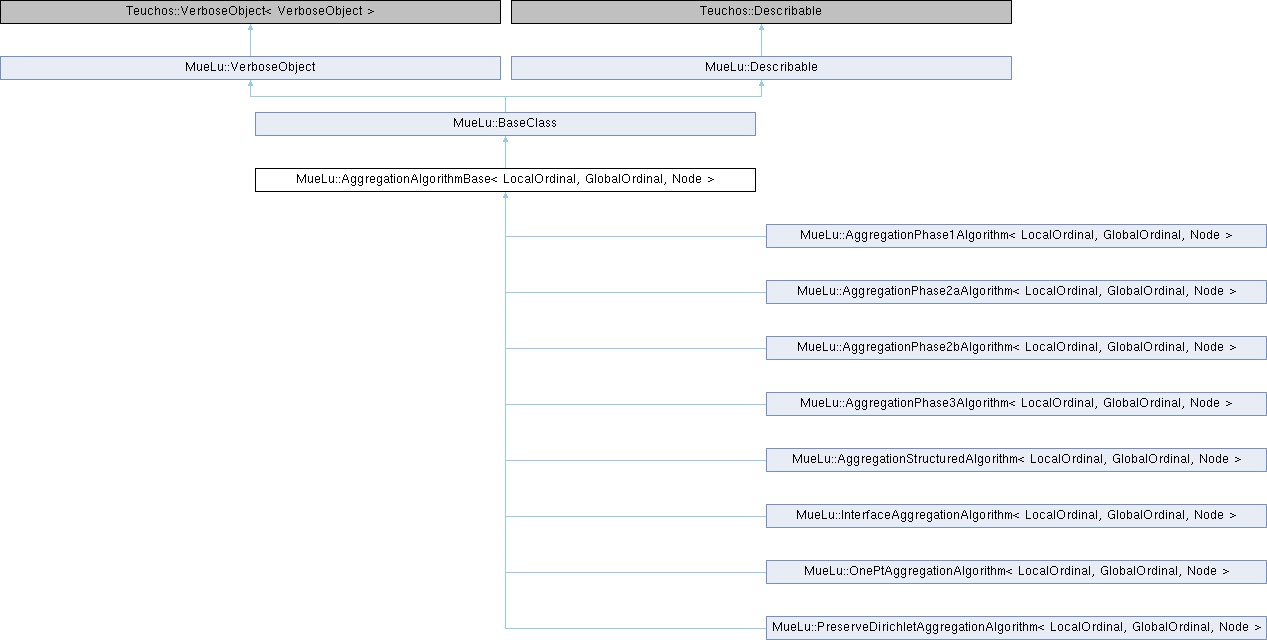 Teuchos::VerboseObject< VerboseObject >
Teuchos::Describable
MueLu::VerboseObject
MueLu::Describable
MueLu::BaseClass
MueLu::AggregationAlgorithmBase< LocalOrdinal, GlobalOrdinal, Node >
MueLu::AggregationPhase1Algorithm< LocalOrdinal, GlobalOrdinal, Node >
MueLu::AggregationPhase2aAlgorithm< LocalOrdinal, GlobalOrdinal, Node >
MueLu::AggregationPhase2bAlgorithm< LocalOrdinal, GlobalOrdinal, Node >
MueLu::AggregationPhase3Algorithm< LocalOrdinal, GlobalOrdinal, Node >
MueLu::AggregationStructuredAlgorithm< LocalOrdinal, GlobalOrdinal, Node >
MueLu::InterfaceAggregationAlgorithm< LocalOrdinal, GlobalOrdinal, Node >
MueLu::OnePtAggregationAlgorithm< LocalOrdinal, GlobalOrdinal, Node >
MueLu::PreserveDirichletAggregationAlgorithm< LocalOrdinal, GlobalOrdinal, Node >